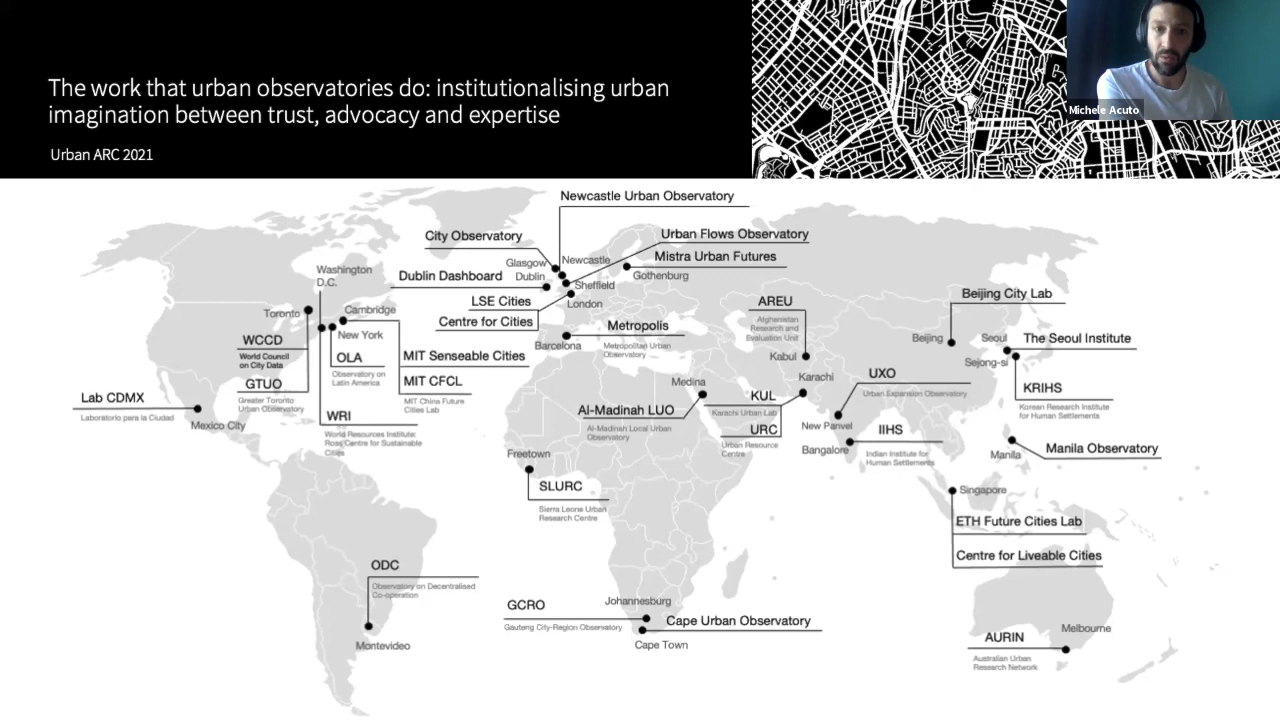 The work that urban observatories do: institutionalising urban
imagination between trust, advocacy and expertise
Urban ARC 2021
Michele Acuto
Newcastle Urban Observatory
City Observatory
Urban Flows Observatory
Mistra Urban Futures
Glasgow
Newcastle
Dublin Dashboard
Dublin
Sheffield
Gothenburg
LSE Cities
London
Centre for Cities
Washington
D.C.
Toronto
Cambridge
New York
WCCD
World Council
on City Data
OLA
Observatory on
Latin America
GTUO
Greater Toronto
Urban Observatory
MIT Senseable Cities
MIT CFCL
MIT China Future
Cities Lab
WRI
World Resources Institute:
Ross Centre for Sustainable
Cities
Lab CDMX
Laboratorio para la Ciudad
Mexico City
Metropolis
Metropolitan Urban
Observatory
Barcelona
AREU
Afghanistan
Research and
Evaluation Unit
Kabul
Beijing City Lab
Beijing
Seoul
The Seoul Institute
Sejong-si
KRIHS
Korean Research Institute
for Human Settlements
Medina
Al-Madinah LUO
Al-Madinah Local Urban
Observatory
Karachi
KUL
Karachi Urban Lab
URC
Urban Resource
Centre
UXO
Urban Expansion Observatory
New Panvel
IIHS
Indian Institute for
Human Settlements
Bangalore
Manila Observatory
Manila
Freetown
SLURC
Sierra Leone Urban
Research Centre
Singapore
ETH Future Cities Lab
Centre for Liveable Cities
ODC
Observatory on Decentralised
Co-operation
Montevideo
Johannesburg
GCRO
Gauteng City-Region Observatory
Cape Urban Observatory
Cape Town
Melbourne
AURIN
Australian Urban
Research Network